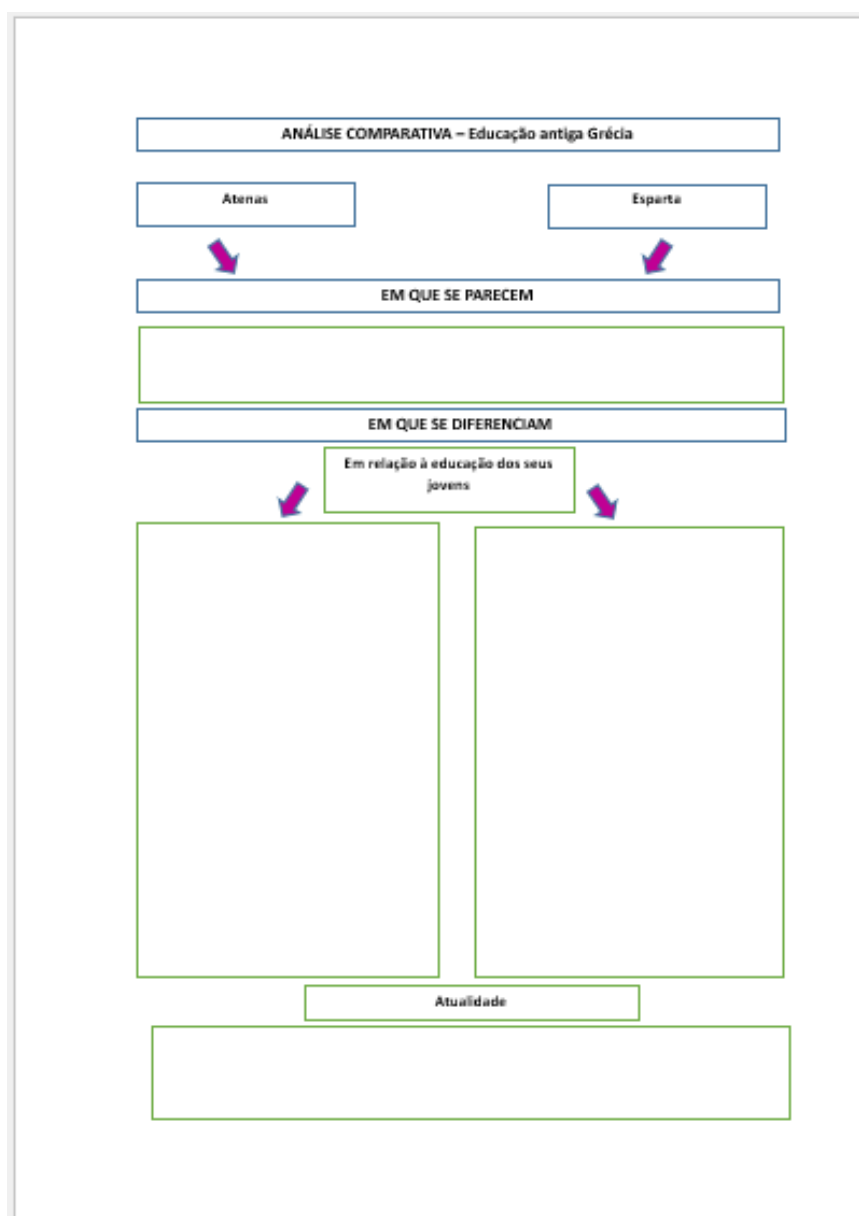 ANÁLISE COMPARATIVA – Educação antiga Grécia
Atenas
Esparta
EM QUE SE PARECEM
EM QUE SE DIFERENCIAM
Em relação à educação dos seus
jovens
Atualidade